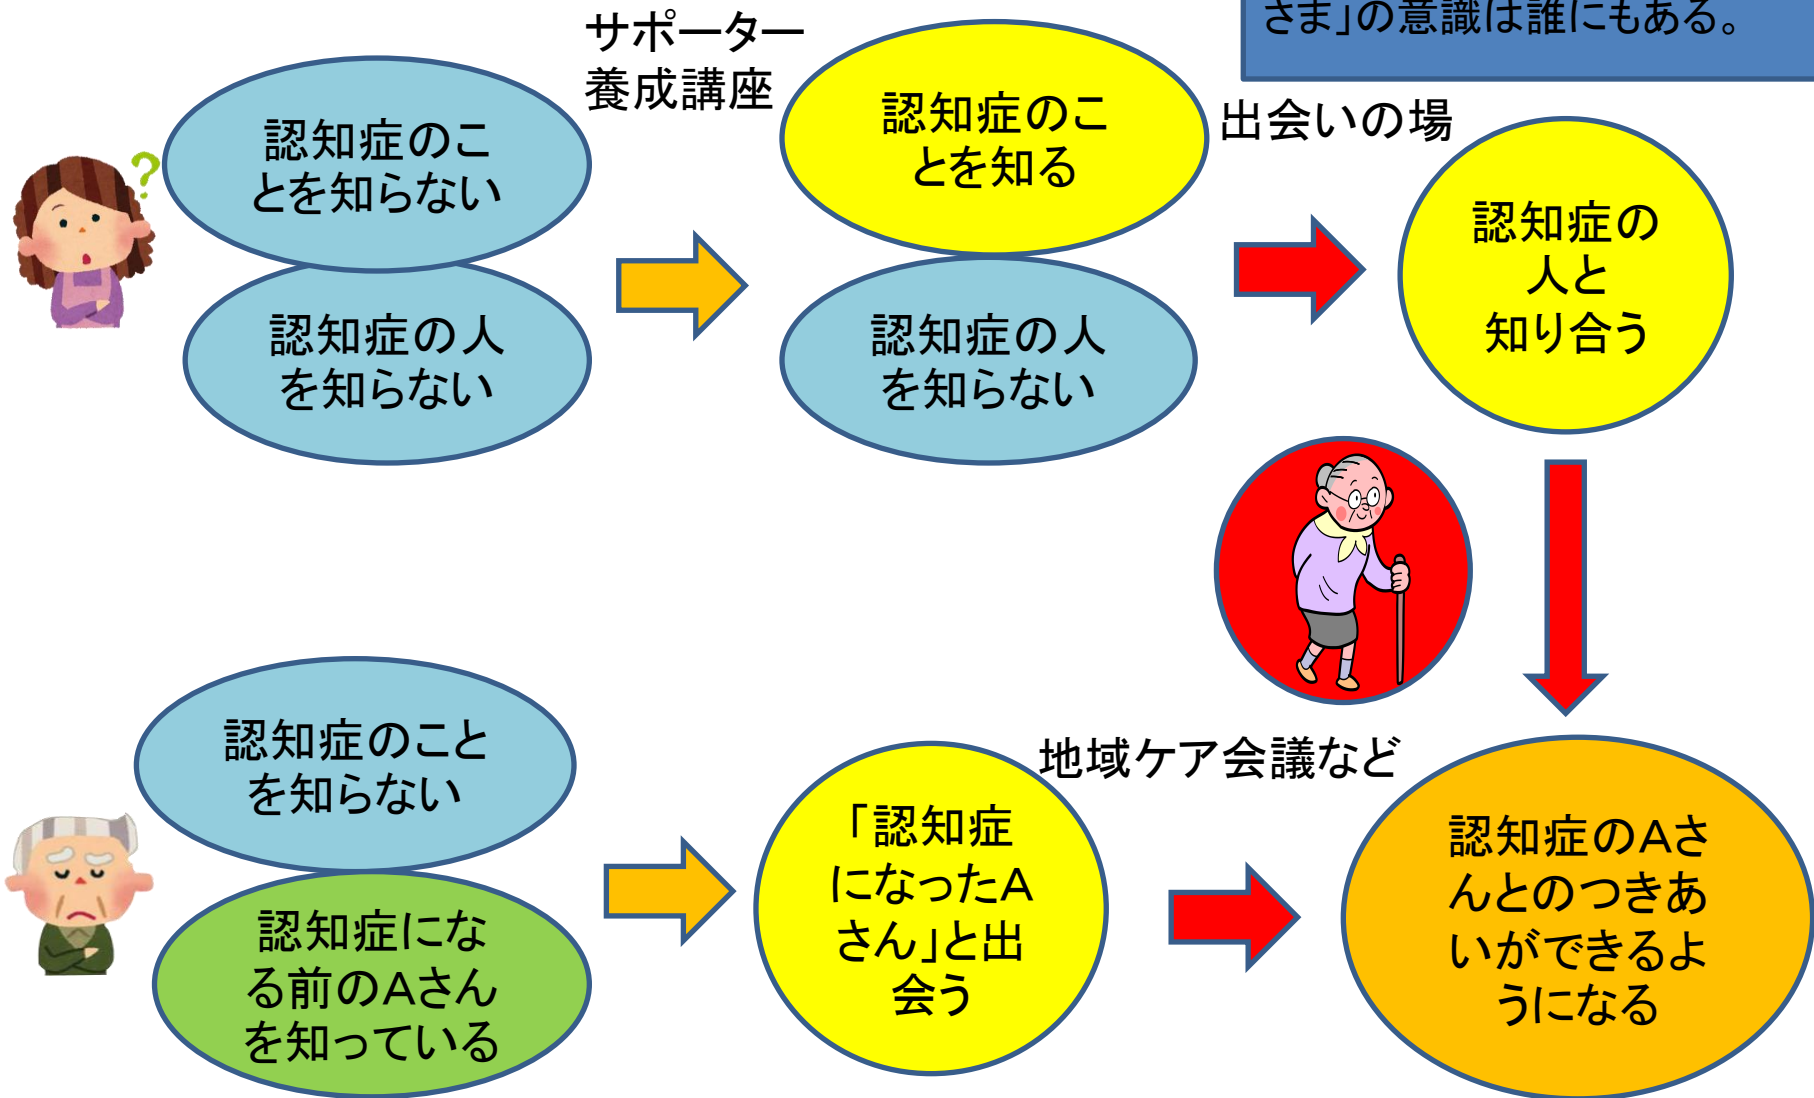 さま」の意識は誰にもある。
サポーター
養成講座
認知症のこ
とを知らない
認知症の人
を知らない
認知症のこ
とを知る
認知症の人
を知らない
出会いの場
認知症の
人と
知り合う
認知症のこと
を知らない
認知症にな
る前のAさん
を知っている
「認知症
になったA
さん」と出
会う
地域ケア会議など
認知症のAさ
んとのつきあ
いができるよ
うになる
?